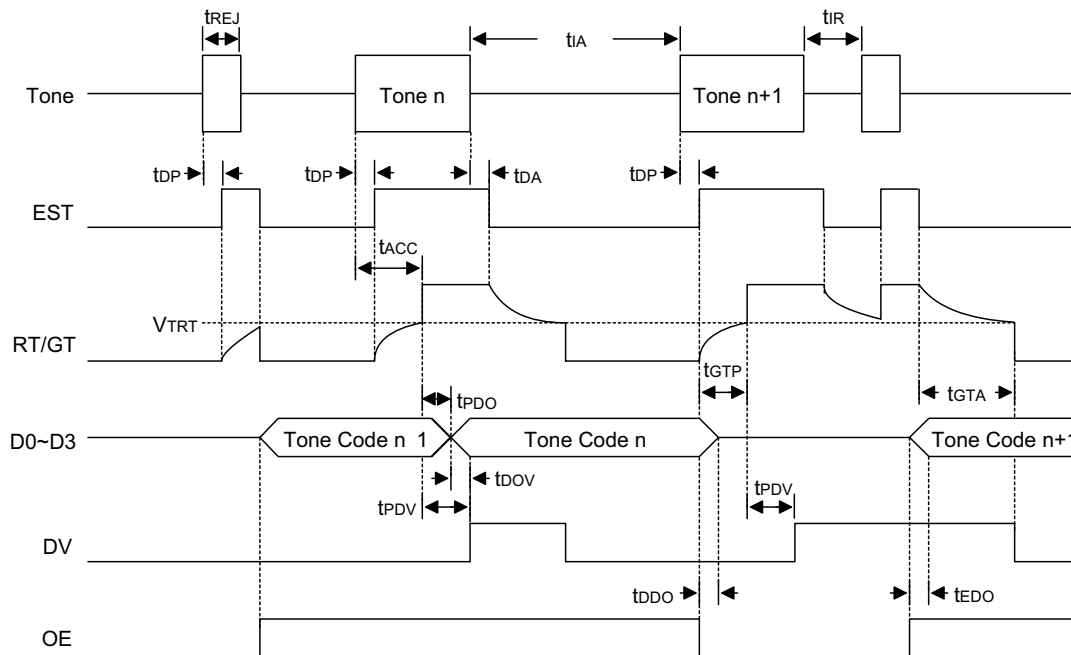 tREJ
tIA
tIR
Tone
Tone n
Tone n+1
tDP
tDP
tDA
tDP
EST
tACC
VTRT
RT/GT
tGTP
tGTA
tPDO
D0~D3
Tone Code n 1
Tone Code n
Tone Code n+1
tDOV
tPDV
tPDV
DV
tDDO
tEDO
OE